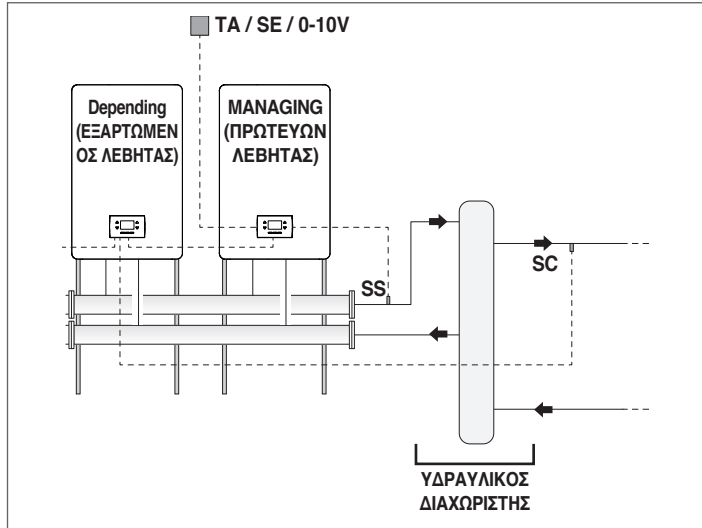 TA / SE / 0-10V
Depending
(ΕΞΑΡΤΩΜΕΝ
ΟΣ ΛΕΒΗΤΑΣ)
MANAGING
(ΠΡΩΤΕΥΩΝ
ΛΕΒΗΤΑΣ)
SS
SC
ΥΔΡΑΥΛΙΚΟΣ
ΔΙΑΧΩΡΙΣΤΗΣ